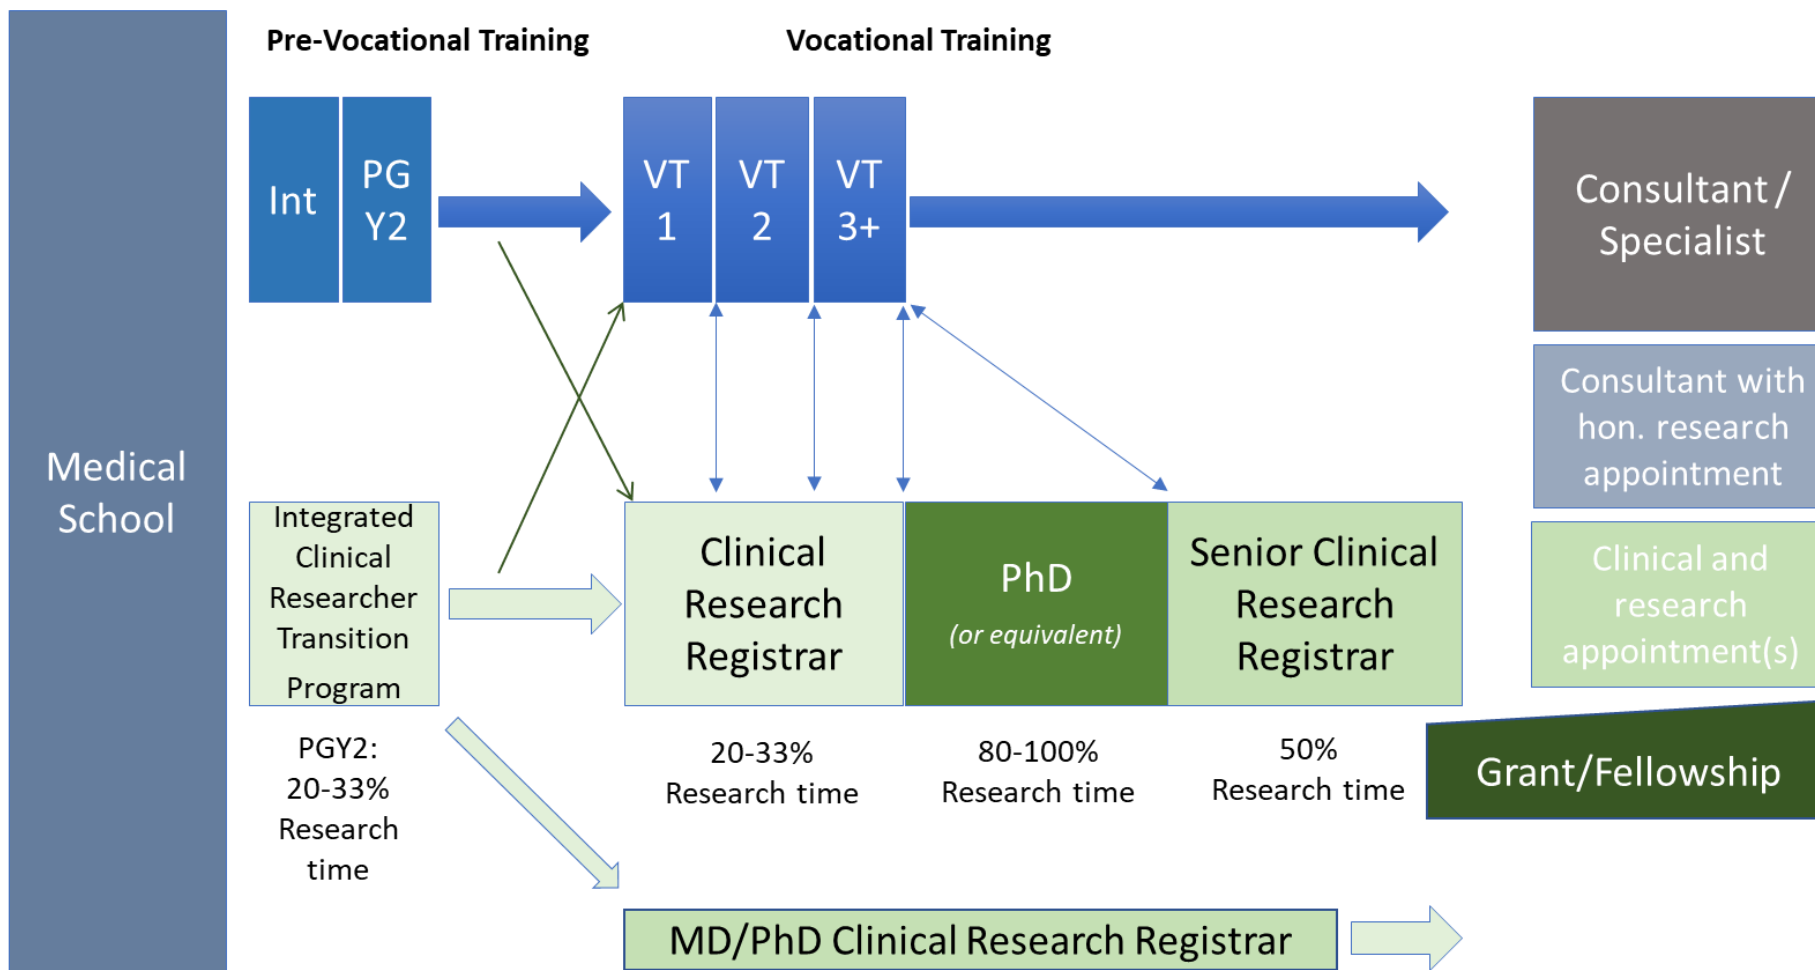 Pre-Vocational Training
Vocational Training
Medical
School
Int
PG
Y2
VT
1
VT
2
VT
3+
Consultant /
Specialist
Consultant with
hon. research
appointment
Integrated
Clinical
Researcher
Transition
Program
Clinical
Research
Registrar
PhD
(or equivalent)
Senior Clinical
Research
Registrar
Clinical and
research
appointment(s)
PGY2:
20-33%
Research
time
20-33%
Research time
80-100%
Research time
50%
Research time
Grant/Fellowship
MD/PhD Clinical Research Registrar